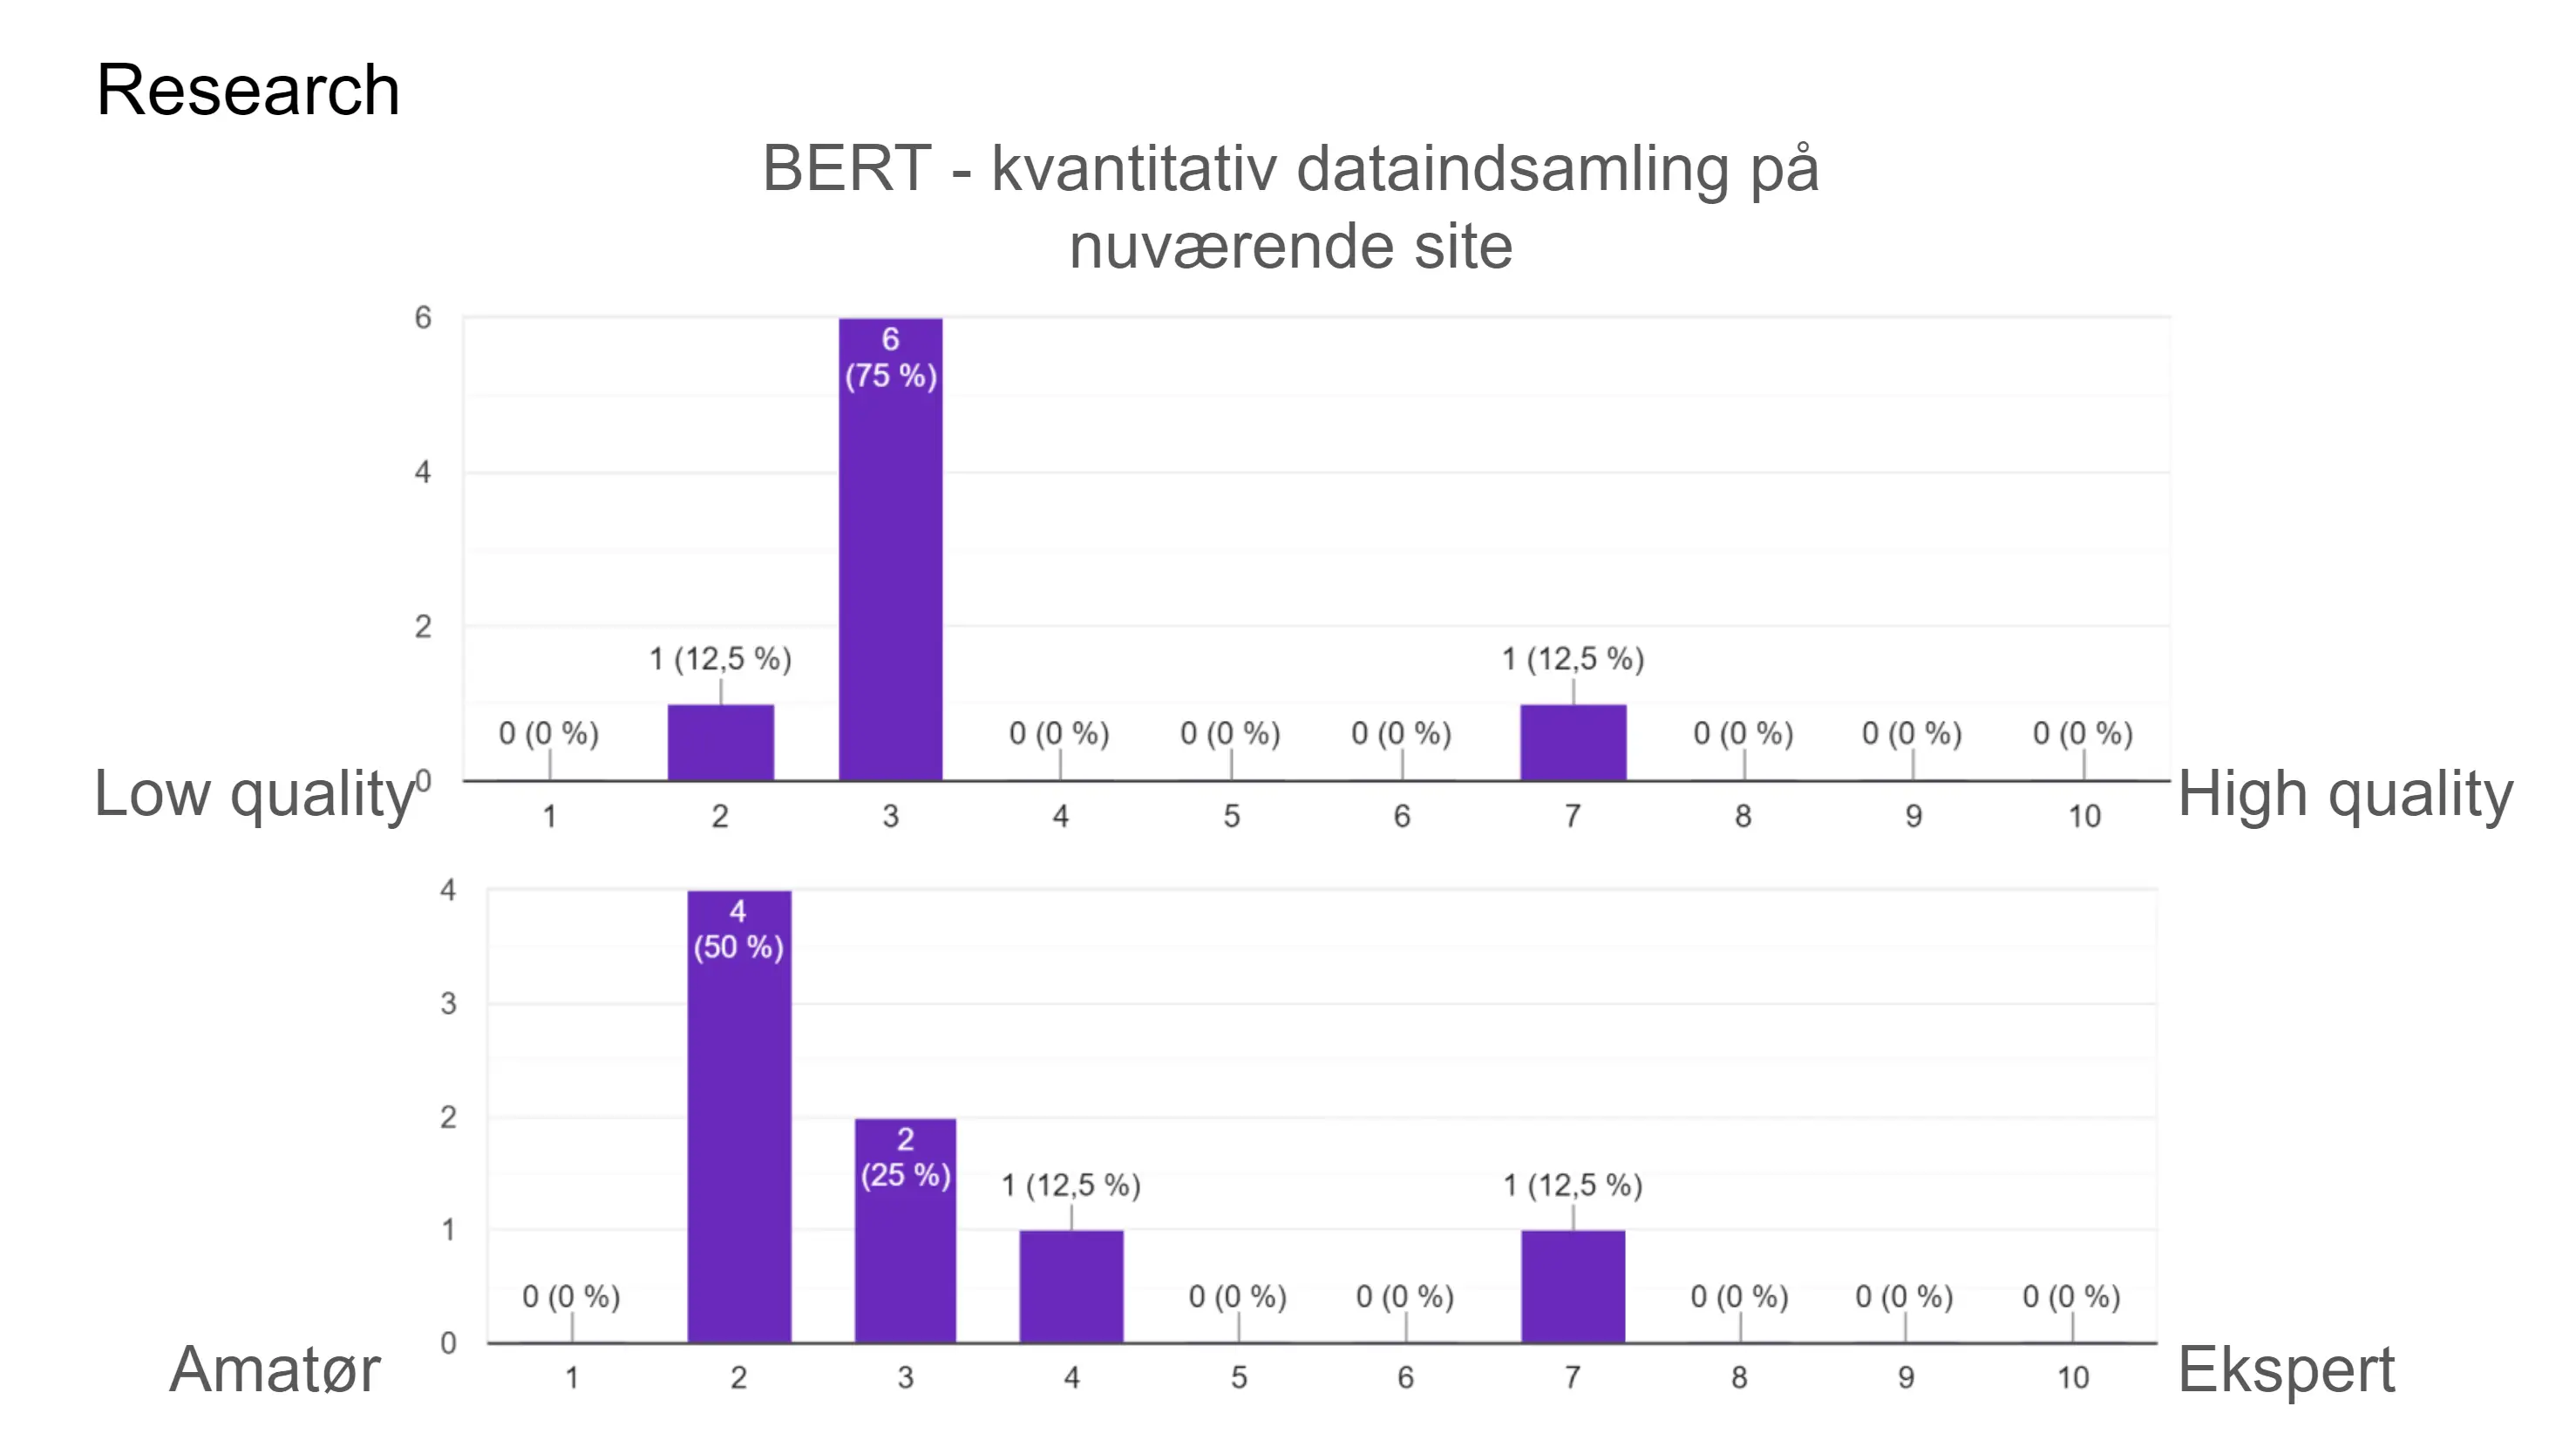 Research
BERT - kvantitativ dataindsamling på
nuværende site
6
6
(75 %)
4
2
1 (12,5 %)
1 (12,5 %)
0 (0 %)
0 (0 %)
0 (0 %)
0 (0 %)
0 (0 %)
0 (0 %)
0 (0 %)
Low quality
0
High quality
1 2 3 4 5 6 7 8 9 10
4
4
(50 %)
3
2
2
(25 %)
1 (12,5 %)
1 (12,5 %)
1
0 (0 %)
0 (0 %)
0 (0 %)
0 (0 %)
0 (0 %)
0 (0 %)
0
Amatør
Ekspert
1 2 3 4 5 6 7 8 9 10